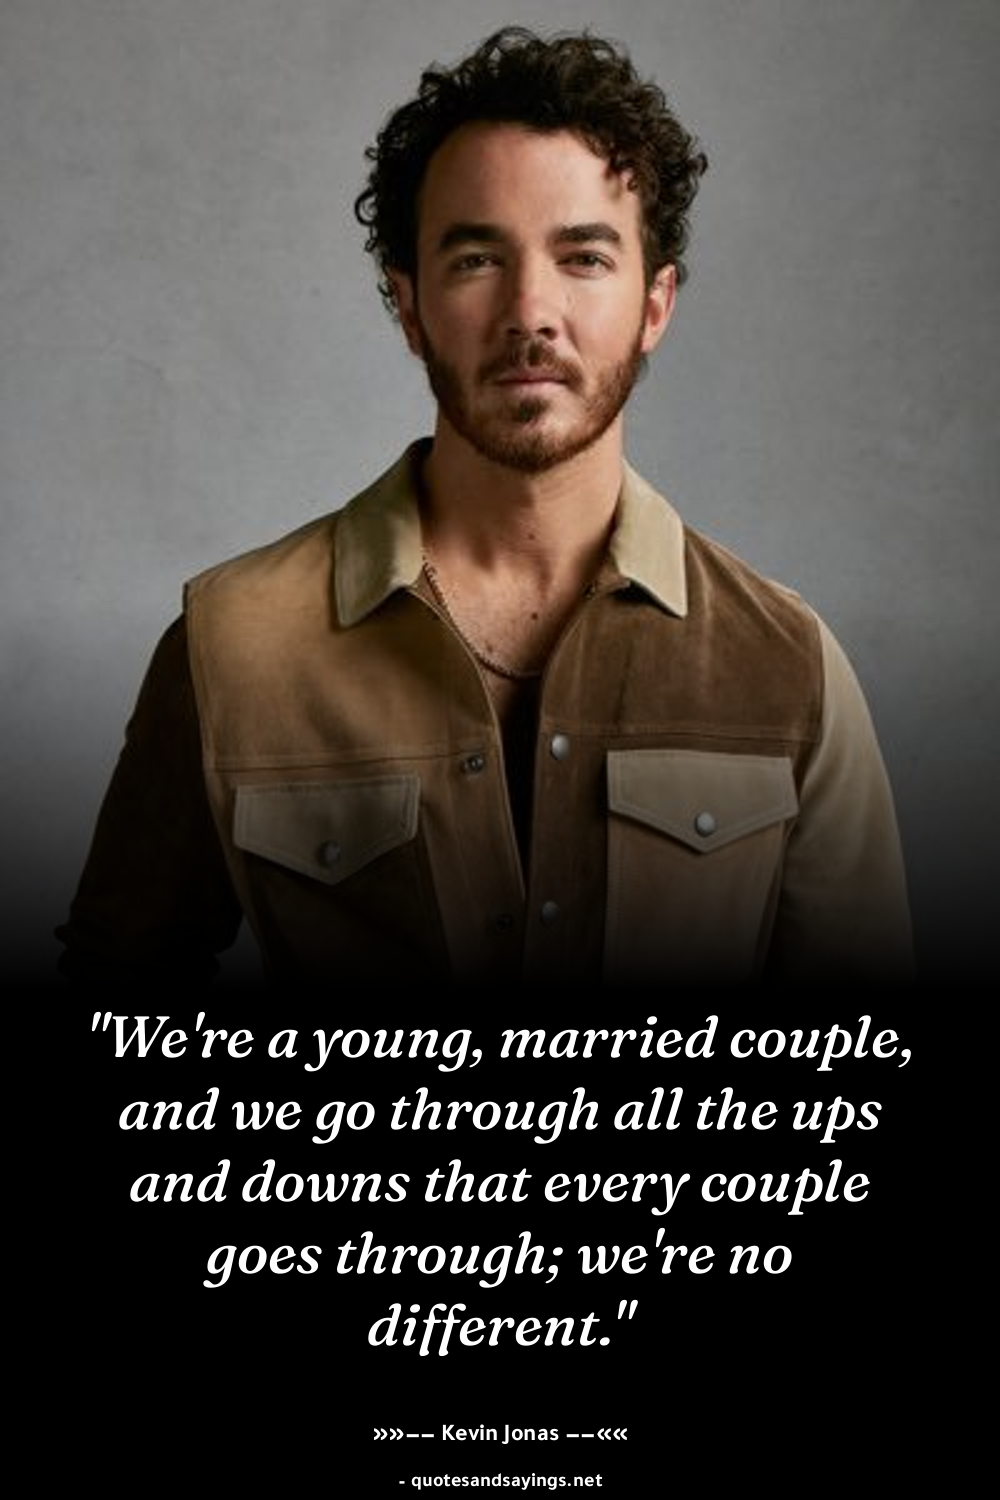 "We're a young, married couple,
and we go through all the ups
and downs that every couple
goes through; we're no
different."
»»−− Kevin Jonas −−««
- quotesandsayings.net